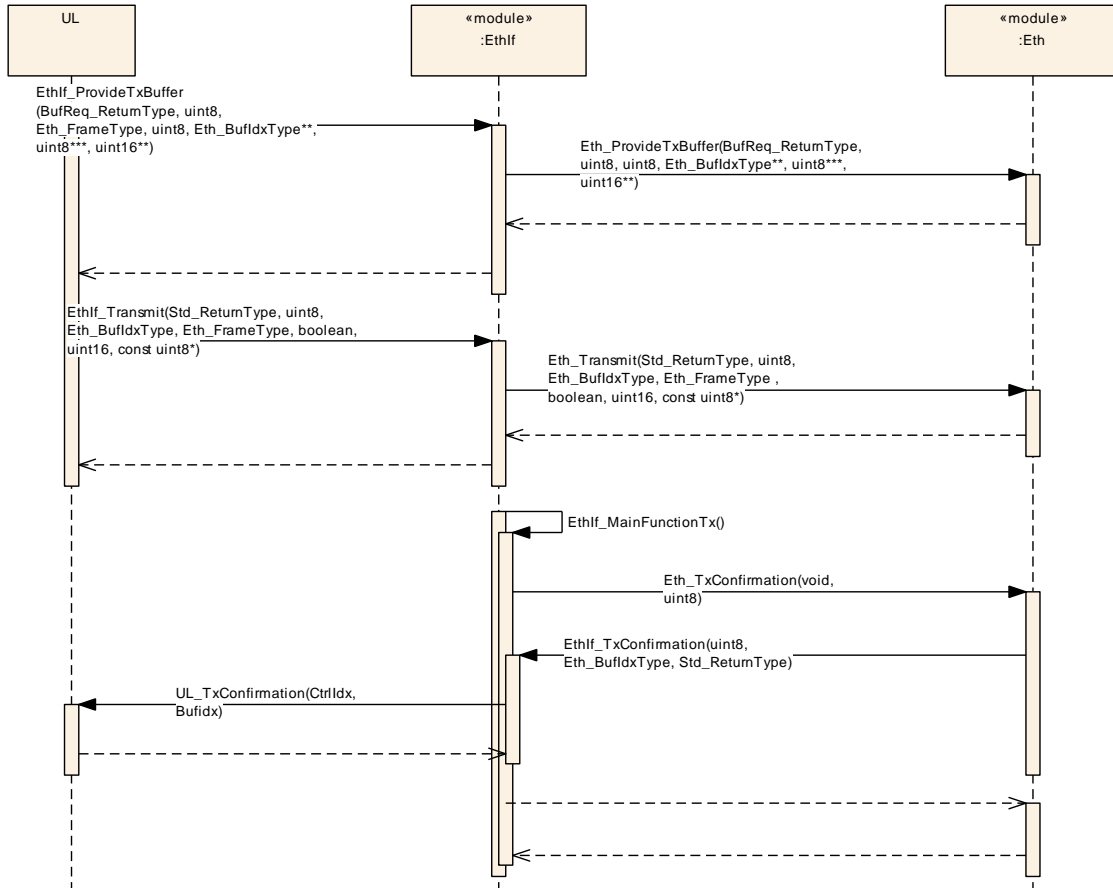 UL
«module»
:EthIf
«module»
:Eth
EthIf_ProvideTxBuffer
(BufReq_ReturnType, uint8,
Eth_FrameType, uint8, Eth_BufIdxType**,
uint8***, uint16**)
Eth_ProvideTxBuffer(BufReq_ReturnType,
uint8, uint8, Eth_BufIdxType**, uint8***,
uint16**)
EthIf_Transmit(Std_ReturnType, uint8,
Eth_BufIdxType, Eth_FrameType, boolean,
uint16, const uint8*)
Eth_Transmit(Std_ReturnType, uint8,
Eth_BufIdxType, Eth_FrameType ,
boolean, uint16, const uint8*)
EthIf_MainFunctionTx()
Eth_TxConfirmation(void,
uint8)
EthIf_TxConfirmation(uint8,
Eth_BufIdxType, Std_ReturnType)
UL_TxConfirmation(CtrlIdx,
Bufidx)